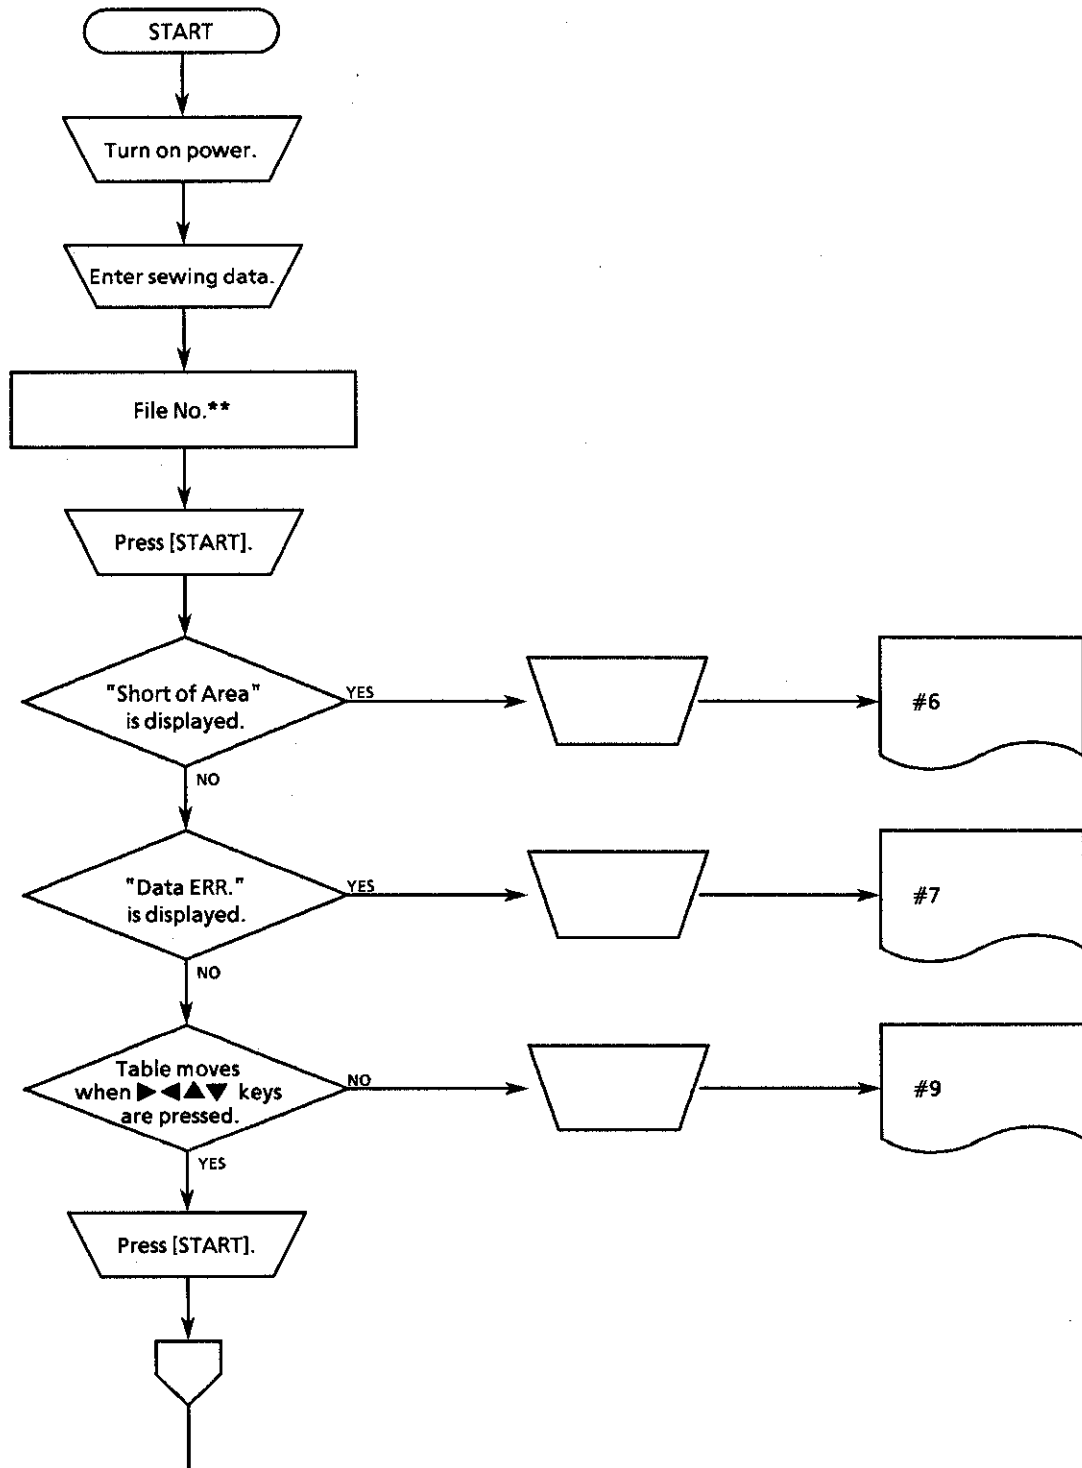 START
Turn on power.
Enter sewing data.
File No.**
Press [START].
"Short of Area"
is displayed.
YES
#6
NO
"Data ERR."
is displayed.
YES
#7
NO
Table moves
when ▶◀▲▼ keys
are pressed.
NO
#9
YES
Press [START].